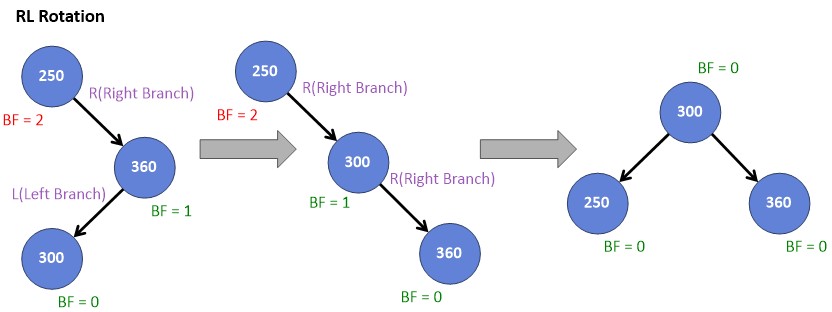 RL Rotation
250
R(Right Branch)
BF = 2
360
L(Left Branch)
BF = 1
300
BF = 0
250
R(Right Branch)
BF = 2
300
R(Right Branch)
BF = 1
360
BF = 0
BF = 0
300
250
360
BF = 0
BF = 0